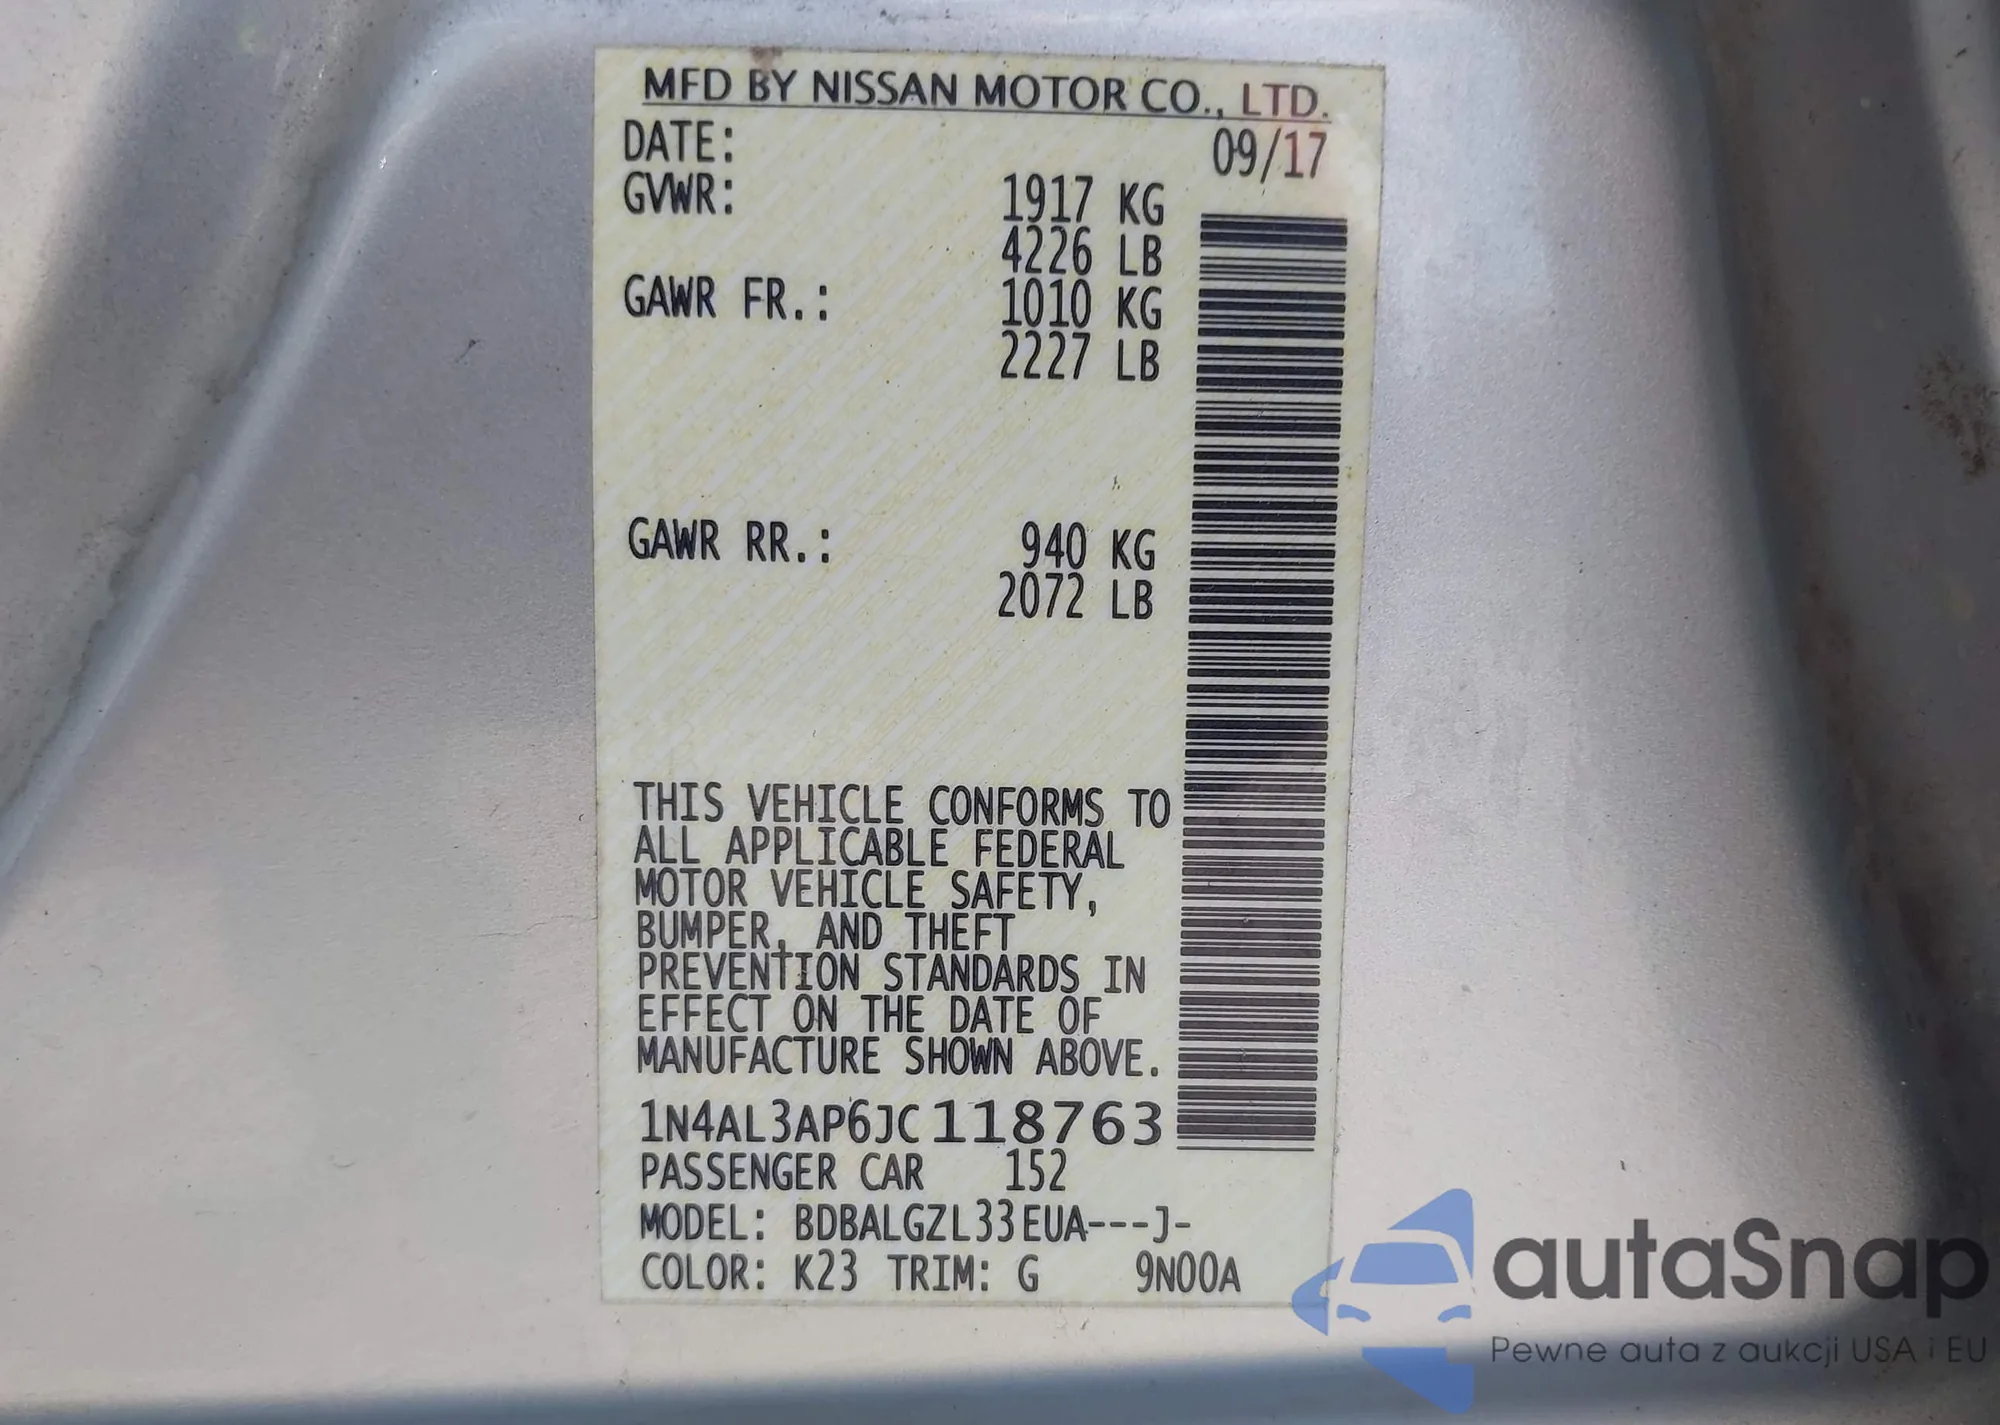 MFD BY NISSAN MOTOR CO., LTD.
DATE: 09/17
GVWR: 1917 KG
4226 LB
GAWR FR.: 1010 KG
2227 LB
GAWR RR.: 940 KG
2072 LB
THIS VEHICLE CONFORMS TO
ALL APPLICABLE FEDERAL
MOTOR VEHICLE SAFETY,
BUMPER, AND THEFT
PREVENTION STANDARDS IN
EFFECT ON THE DATE OF
MANUFACTURE SHOWN ABOVE.
1N4AL3AP6JC118763
PASSENGER CAR 152
MODEL: BDBALGZL33EUA---J-
COLOR: K23 TRIM: G 9N00A
autaSnap
Pewne auta z aukcji USA i EU